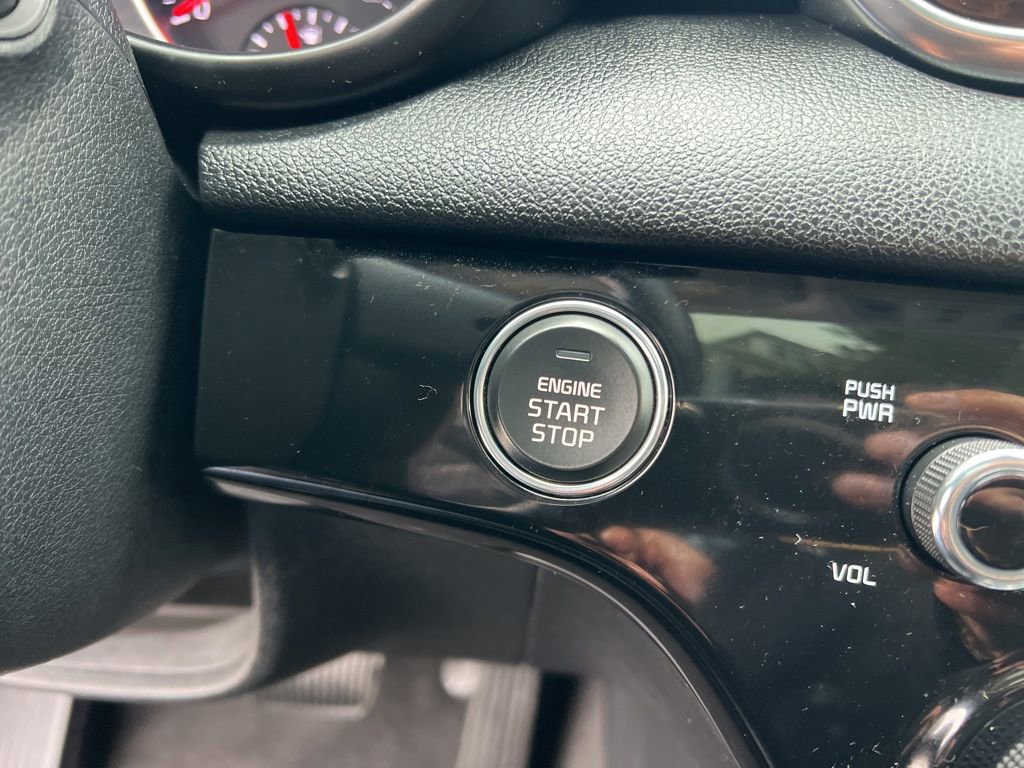 ENGINE
START
STOP
PUSH
PWR
VOL